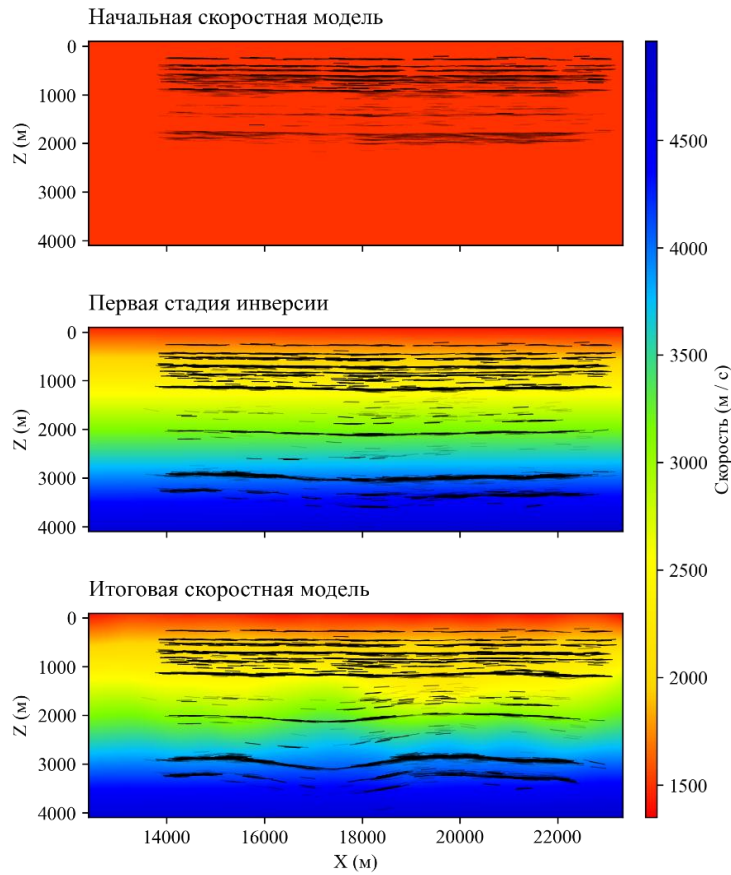 Начальная скоростная модель
0
1000
2000
3000
4000
Z (м)
Первая стадия инверсии
0
1000
2000
3000
4000
Z (м)
Итоговая скоростная модель
0
1000
2000
3000
4000
Z (м)
14000 16000 18000 20000 22000
X (м)
4500
4000
3500
3000
2500
2000
1500
Скорость (м / с)